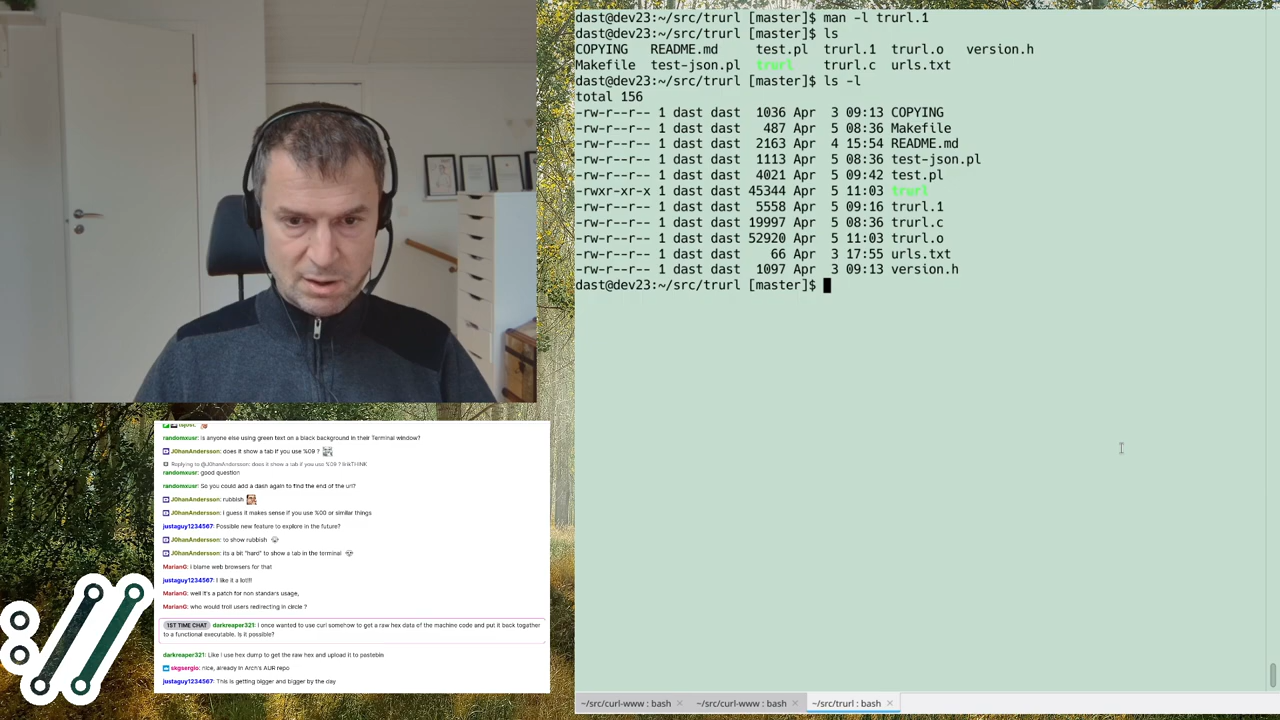 dast@dev23:~/src/trurl [master]$ man -l trurl.1
dast@dev23:~/src/trurl [master]$ ls
COPYING README.md test.pl trurl.1 trurl.o version.h
Makefile test-json.pl trurl trurl.c urls.txt
dast@dev23:~/src/trurl [master]$ ls -l
total 156
-rw-r--r-- 1 dast dast 1036 Apr 3 09:13 COPYING
-rw-r--r-- 1 dast dast 487 Apr 5 08:36 Makefile
-rw-r--r-- 1 dast dast 2163 Apr 4 15:54 README.md
-rw-r--r-- 1 dast dast 1113 Apr 5 08:36 test-json.pl
-rw-r--r-- 1 dast dast 4021 Apr 5 09:42 test.pl
-rwxr-xr-x 1 dast dast 45344 Apr 5 11:03 trurl
-rw-r--r-- 1 dast dast 5558 Apr 5 09:16 trurl.1
-rw-r--r-- 1 dast dast 19997 Apr 5 08:36 trurl.c
-rw-r--r-- 1 dast dast 52920 Apr 5 11:03 trurl.o
-rw-r--r-- 1 dast dast 66 Apr 3 17:55 urls.txt
-rw-r--r-- 1 dast dast 1097 Apr 3 09:13 version.h
dast@dev23:~/src/trurl [master]$
randomxusr: is anyone else using green text on a black background in their Terminal window?
J0hanAndersson: does it show a tab if you use %09 ?
Replying to @J0hanAndersson: does it show a tab if you use %09 ?
randomxusr: good question
randomxusr: So you could add a dash again to find the end of the url?
J0hanAndersson: rubbish
J0hanAndersson: i guess it makes sense if you use %00 or similar things
justaguy1234567: Possible new feature to explore in the future?
J0hanAndersson: to show rubbish
J0hanAndersson: its a bit "hard" to show a tab in the terminal
MarianG: i blame web browsers for that
justaguy1234567: I like it a lot!!!
MarianG: well it's a patch for non standars usage,
MarianG: who would troll users redirecting in circle ?
1ST TIME CHAT darkreaper321: I once wanted to use curl somehow to get a raw hex data of the machine code and put it back together
to a functional executable. Is it possible?
darkreaper321: Like I use hex dump to get the raw hex and upload it to pastebin
skgsergio: nice, already in Arch's AUR repo
justaguy1234567: This is getting bigger and bigger by the day
~/src/curl-www : bash ~/src/curl-www : bash ~/src/trurl : bash